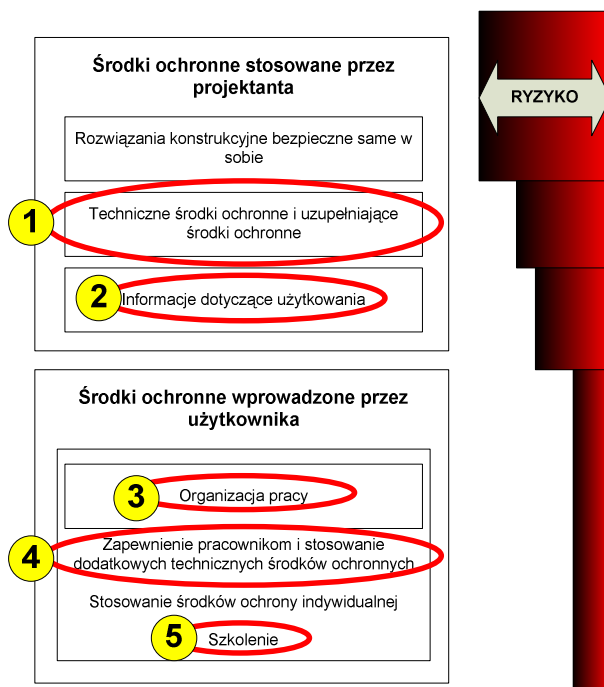 Środki ochronne stosowane przez
projektanta
RYZYKO
Rozwiązania konstrukcyjne bezpieczne same w
sobie
1
Techniczne środki ochronne i uzupełniające
środki ochronne
2
Informacje dotyczące użytkowania
Środki ochronne wprowadzone przez
użytkownika
3
Organizacja pracy
4
Zapewnienie pracownikom i stosowanie
dodatkowych technicznych środków ochronnych
Stosowanie środków ochrony indywidualnej
5
Szkolenie